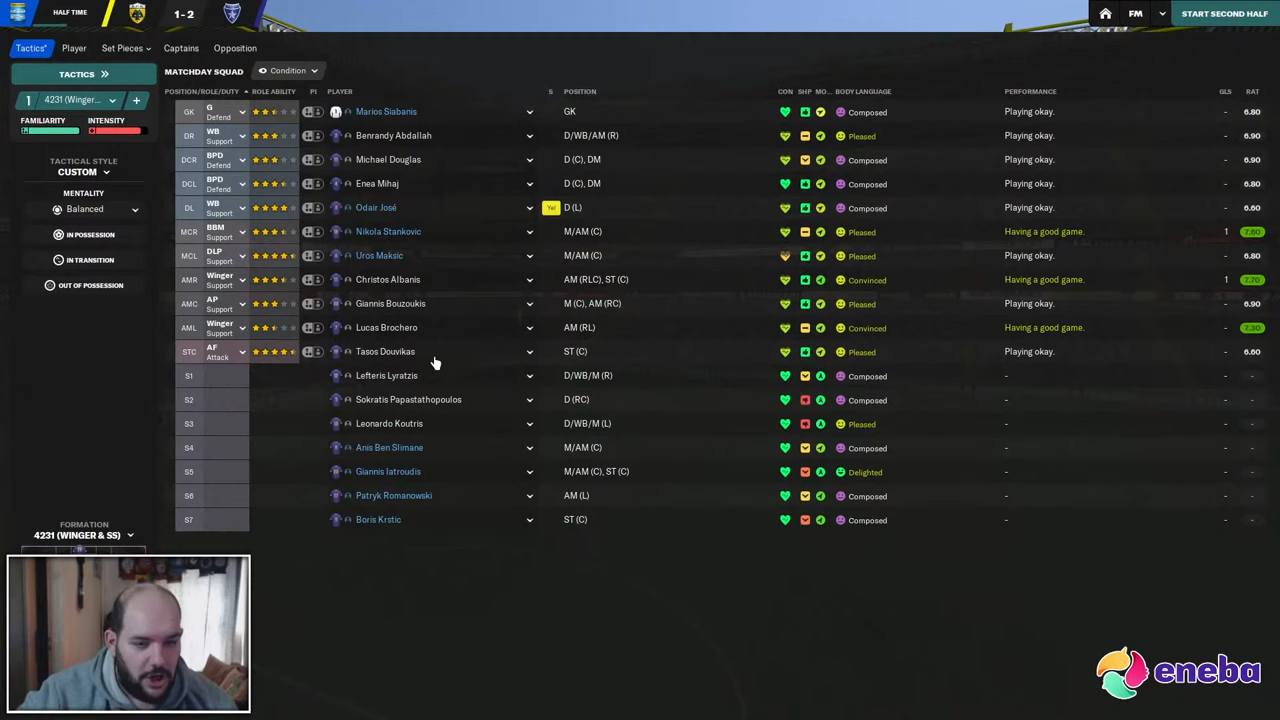 HALF TIME 1 - 2 FM START SECOND HALF
Tactics* Player Set Pieces Captains Opposition
TACTICS MATCHDAY SQUAD Condition
POSITION/ROLE/DUTY ROLE ABILITY PI PLAYER S POSITION CON SHP MO... BODY LANGUAGE PERFORMANCE GLS RAT
1 4231 (Winger...
FAMILIARITY INTENSITY
TACTICAL STYLE
CUSTOM
MENTALITY
Balanced
IN POSSESSION
IN TRANSITION
OUT OF POSSESSION
FORMATION
4231 (WINGER & SS)
GK G Defend Marios Siabanis GK Composed Playing okay. - 6.80
DR WB Support Benrandy Abdallah D/WB/AM (R) Pleased Playing okay. - 6.90
DCR BPD Defend Michael Douglas D (C), DM Composed Playing okay. - 6.90
DCL BPD Defend Enea Mihaj D (C), DM Composed Playing okay. - 6.80
DL WB Support Odair José Yel D (L) Composed Playing okay. - 6.60
MCR BBM Support Nikola Stankovic M/AM (C) Pleased Having a good game. 1 7.60
MCL DLP Support Uros Maksic M/AM (C) Pleased Playing okay. - 6.80
AMR Winger Support Christos Albanis AM (RLC), ST (C) Convinced Having a good game. 1 7.70
AMC AP Support Giannis Bouzoukis M (C), AM (RC) Pleased Playing okay. - 6.90
AML Winger Support Lucas Brochero AM (RL) Convinced Having a good game. - 7.30
STC AF Attack Tasos Douvikas ST (C) Pleased Playing okay. - 6.60
S1 Lefteris Lyratzis D/WB/M (R) Composed - - -
S2 Sokratis Papastathopoulos D (RC) Composed - - -
S3 Leonardo Koutris D/WB/M (L) Pleased - - -
S4 Anis Ben Slimane M/AM (C) Composed - - -
S5 Giannis Iatroudis M/AM (C), ST (C) Delighted - - -
S6 Patryk Romanowski AM (L) Composed - - -
S7 Boris Krstic ST (C) Composed - - -
eneba